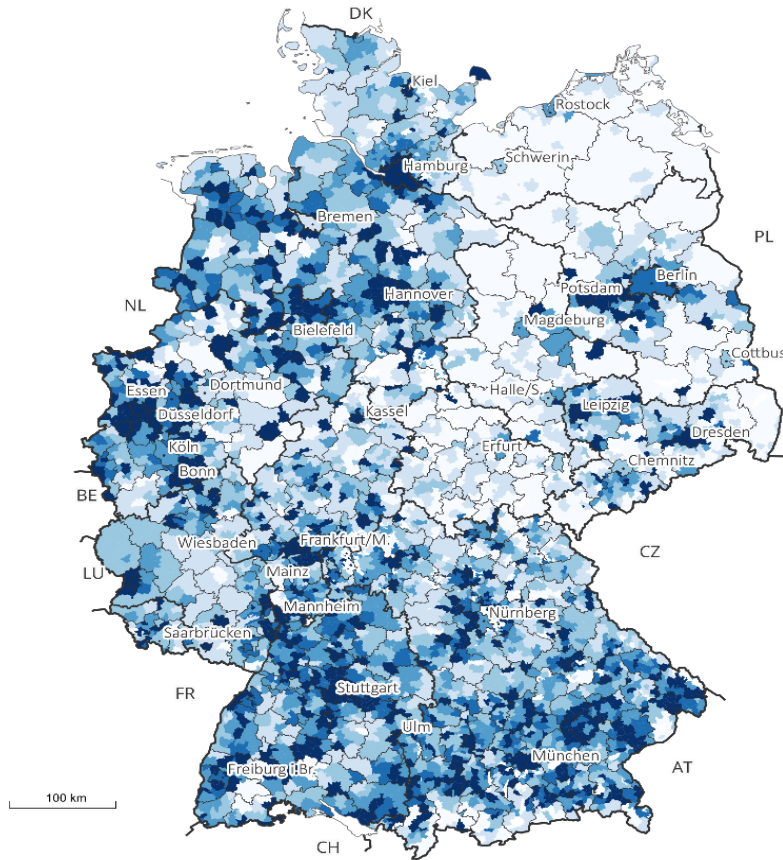 DK
Kiel
Rostock
Hamburg
Schwerin
Bremen
PL
Berlin
Potsdam
Hannover
NL
Magdeburg
Bielefeld
Cottbus
Essen
Dortmund
Halle/S.
Leipzig
Düsseldorf
Kassel
Dresden
Köln
Erfurt
Chemnitz
Bonn
BE
Wiesbaden
Frankfurt/M.
CZ
LU
Mainz
Mannheim
Nürnberg
Saarbrücken
FR
Stuttgart
Ulm
München
Freiburg i.Br.
AT
100 km
CH